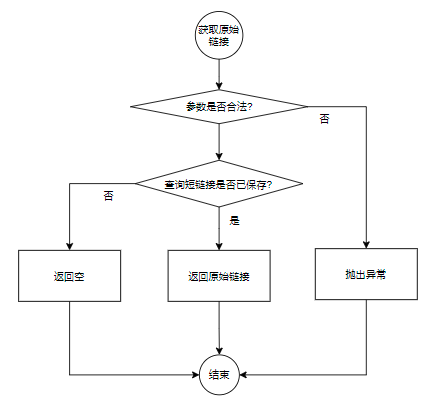 获取原始
链接
参数是否合法?
否
查询短链接是否已保存?
否
是
返回空
返回原始链接
抛出异常
结束